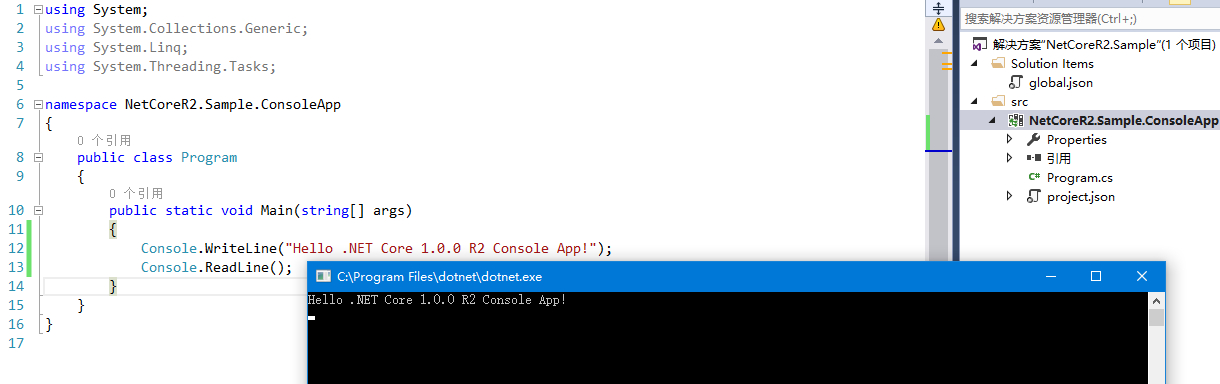 1 using System;
2 using System.Collections.Generic;
3 using System.Linq;
4 using System.Threading.Tasks;
5
6 namespace NetCoreR2.Sample.ConsoleApp
7 {
0 个引用
8 public class Program
9 {
0 个引用
10 public static void Main(string[] args)
11 {
12 Console.WriteLine("Hello .NET Core 1.0.0 R2 Console App!");
13 Console.ReadLine();
14 }
15 }
16 }
17
C:\Program Files\dotnet\dotnet.exe
Hello .NET Core 1.0.0 R2 Console App!
搜索解决方案资源管理器(Ctrl+;)
解决方案"NetCoreR2.Sample"(1 个项目)
Solution Items
global.json
src
NetCoreR2.Sample.ConsoleApp
Properties
引用
C# Program.cs
project.json